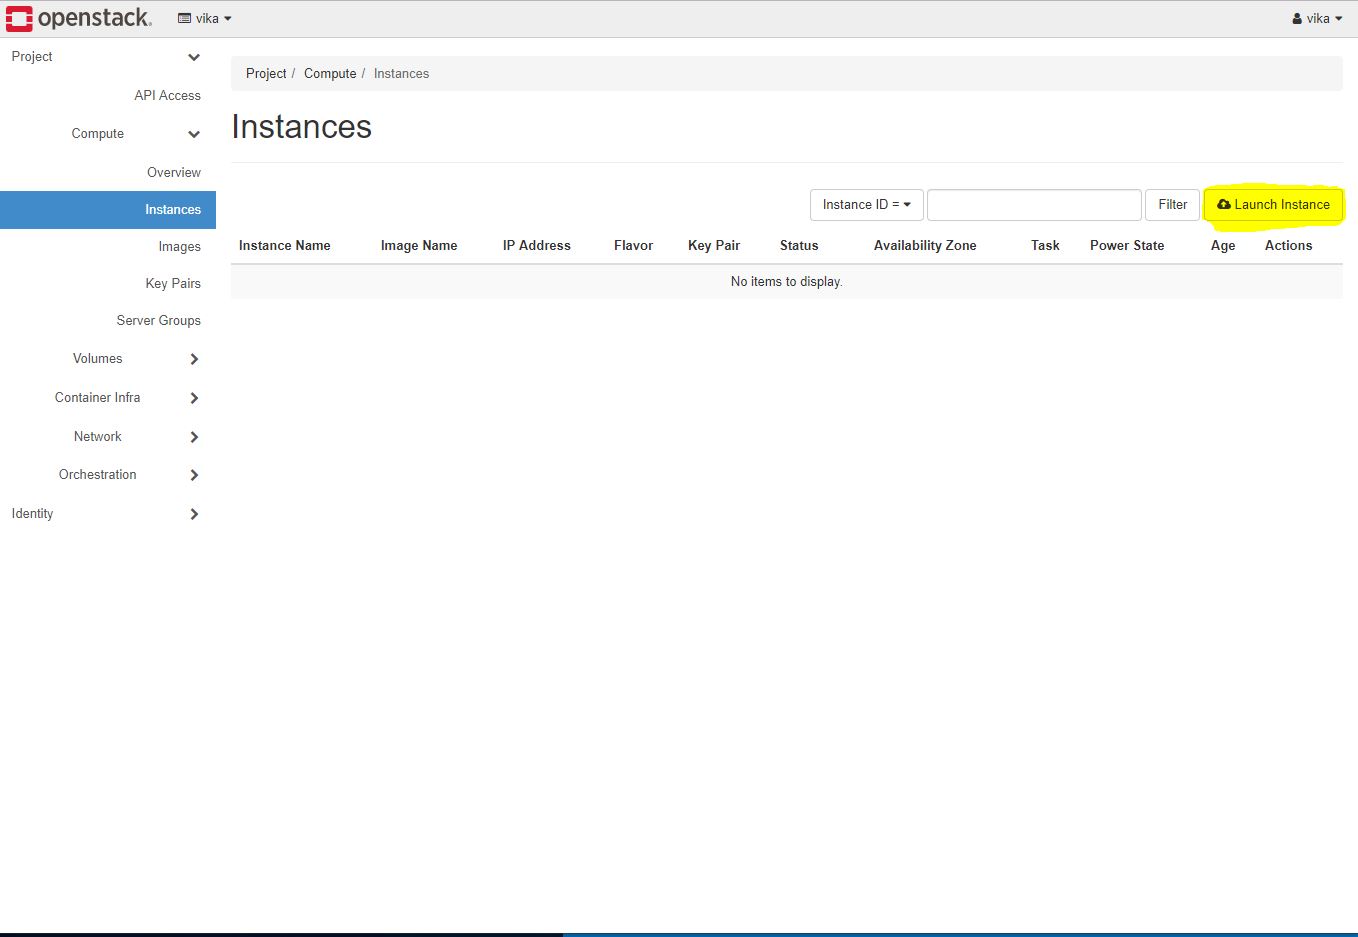 openstack. vika vika
Project
API Access
Compute
Overview
Instances
Images
Key Pairs
Server Groups
Volumes
Container Infra
Network
Orchestration
Identity
Project / Compute / Instances
Instances
Instance ID = Filter Launch Instance
Instance Name Image Name IP Address Flavor Key Pair Status Availability Zone Task Power State Age Actions
No items to display.